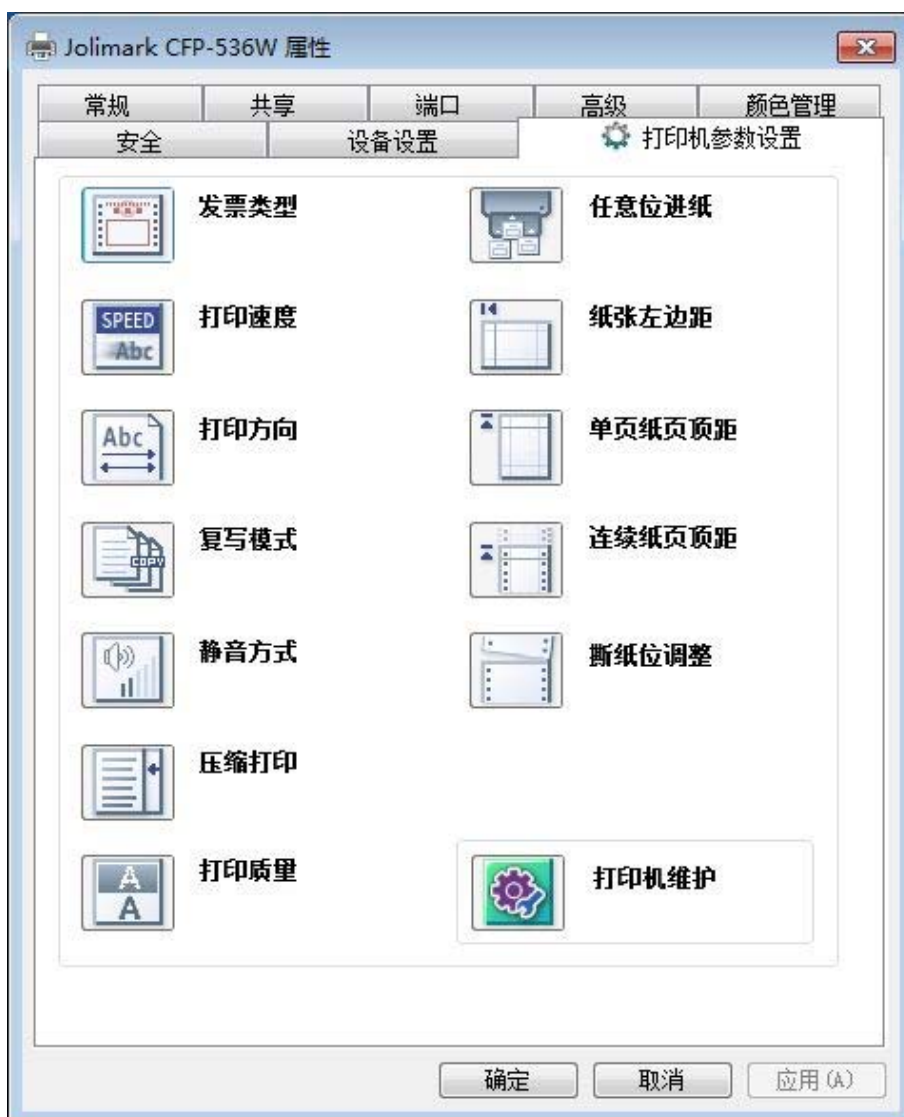 Jolimark CFP-536W 属性
常规 共享 端口 高级 颜色管理
安全 设备设置 打印机参数设置
发票类型 任意位进纸
SPEED
Abc
打印速度 纸张左边距
Abc
打印方向 单页纸页顶距
COPY
复写模式 连续纸页顶距
静音方式 撕纸位调整
压缩打印
A
A
打印质量 打印机维护
确定 取消 应用(A)